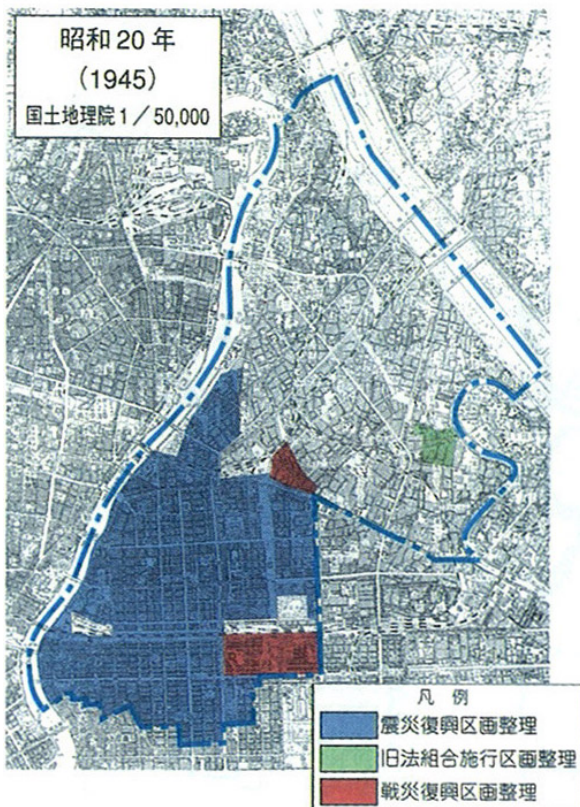 昭和20年
(1945)
国土地理院1/50,000
凡例
震災復興区画整理
旧法組合施行区画整理
戦災復興区画整理